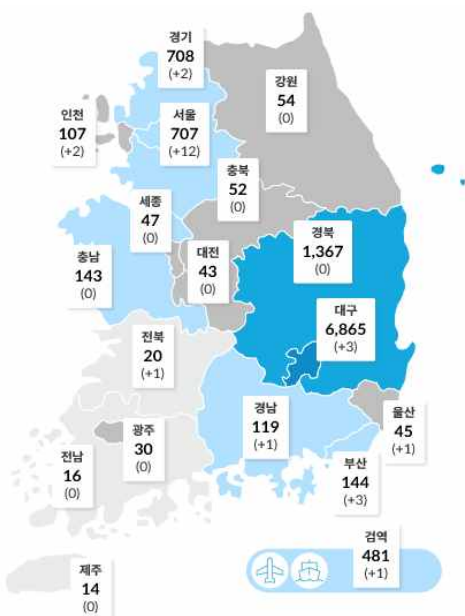 경기
708
(+2)
강원
54
(0)
인천
107
(+2)
서울
707
(+12)
충북
52
(0)
세종
47
(0)
경북
1,367
(0)
대전
43
(0)
충남
143
(0)
대구
6,865
(+3)
전북
20
(+1)
경남
119
(+1)
울산
45
(+1)
광주
30
(0)
전남
16
(0)
부산
144
(+3)
검역
481
(+1)
제주
14
(0)